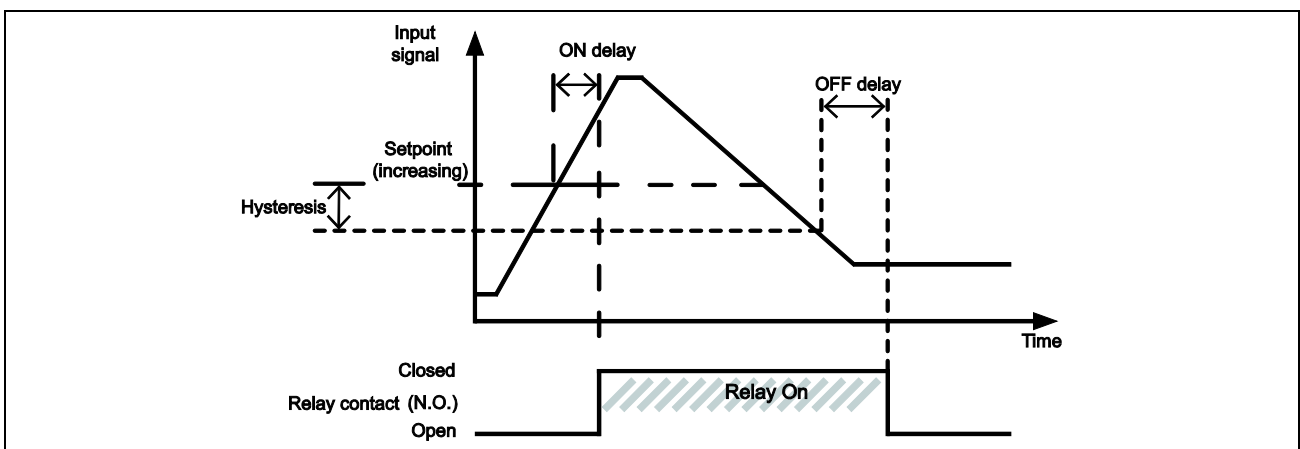 Input
signal
ON delay
OFF delay
Setpoint
(increasing)
Hysteresis
Time
Closed
Relay On
Relay contact (N.O.)
Open